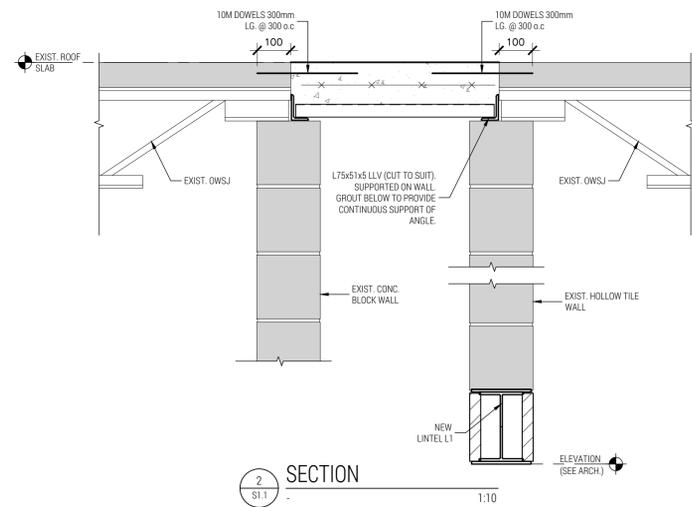 10M DOWELS 300mm
LG. @ 300 o.c
10M DOWELS 300mm
LG. @ 300 o.c
100
100
EXIST. ROOF
SLAB
EXIST. OWSJ
L75x51x5 LLV (CUT TO SUIT).
SUPPORTED ON WALL.
GROUT BELOW TO PROVIDE
CONTINUOUS SUPPORT OF
ANGLE.
EXIST. OWSJ
EXIST. CONC.
BLOCK WALL
EXIST. HOLLOW TILE
WALL
NEW
LINTEL L1
ELEVATION
(SEE ARCH.)
2
S1.1
SECTION
-
1:10